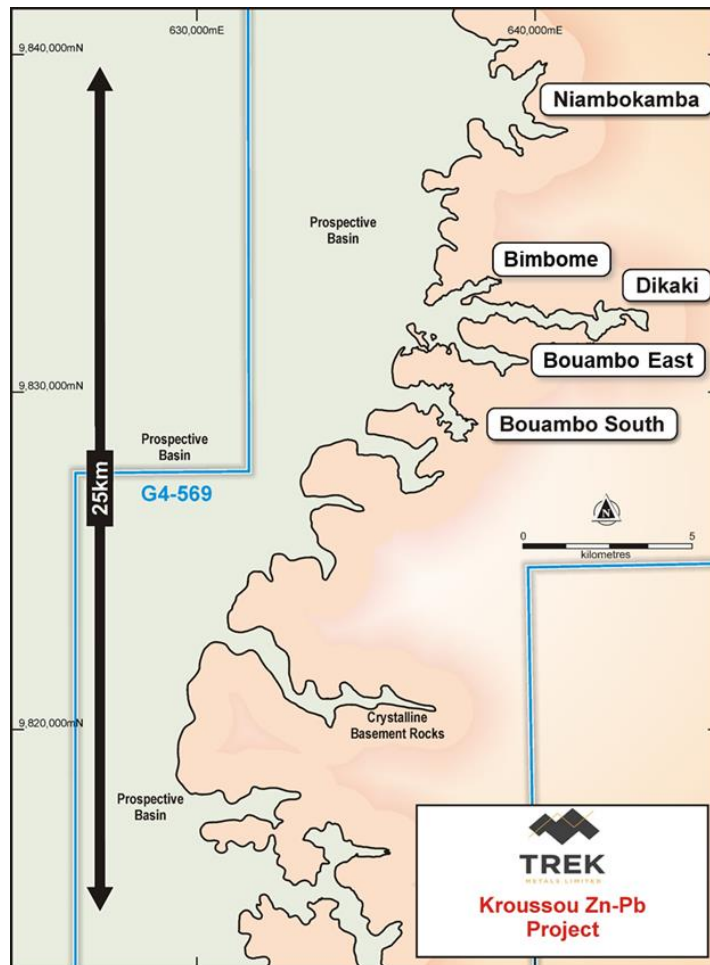 630,000mE
640,000mE
9,840,000mN
Niambokamba
Prospective
Basin
Bimbome
Dikaki
Bouambo East
9,830,000mN
Bouambo South
Prospective
Basin
25km
G4-569
N
0
5
kilometres
9,820,000mN
Crystalline
Basement Rocks
Prospective
Basin
TREK
METALS LIMITED
Kroussou Zn-Pb
Project